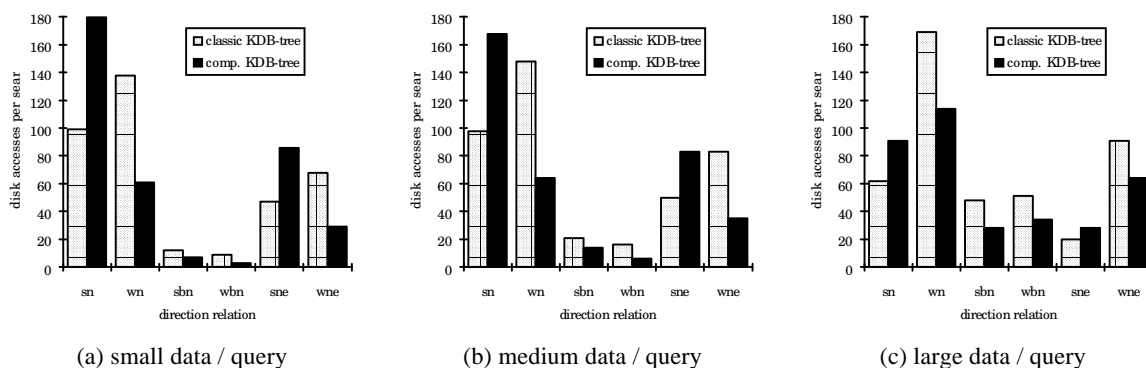 180
160
140
120
100
80
60
40
20
0
disk accesses per sear
classic KDB-tree
comp. KDB-tree
sn wn sbn wbn sne wne
direction relation
(a) small data / query
180
160
140
120
100
80
60
40
20
0
disk accesses per sear
classic KDB-tree
comp. KDB-tree
sn wn sbn wbn sne wne
direction relation
(b) medium data / query
180
160
140
120
100
80
60
40
20
0
disk accesses per sear
classic KDB-tree
comp. KDB-tree
sn wn sbn wbn sne wne
direction relation
(c) large data / query